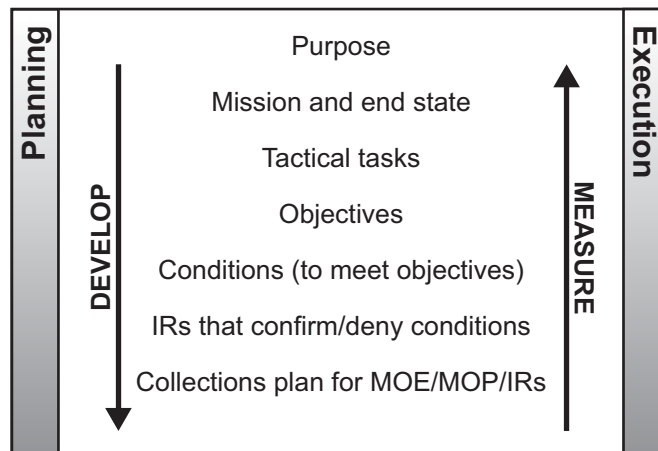 Planning
DEVELOP
Purpose
Mission and end state
Tactical tasks
Objectives
Conditions (to meet objectives)
IRs that confirm/deny conditions
Collections plan for MOE/MOP/IRs
MEASURE
Execution